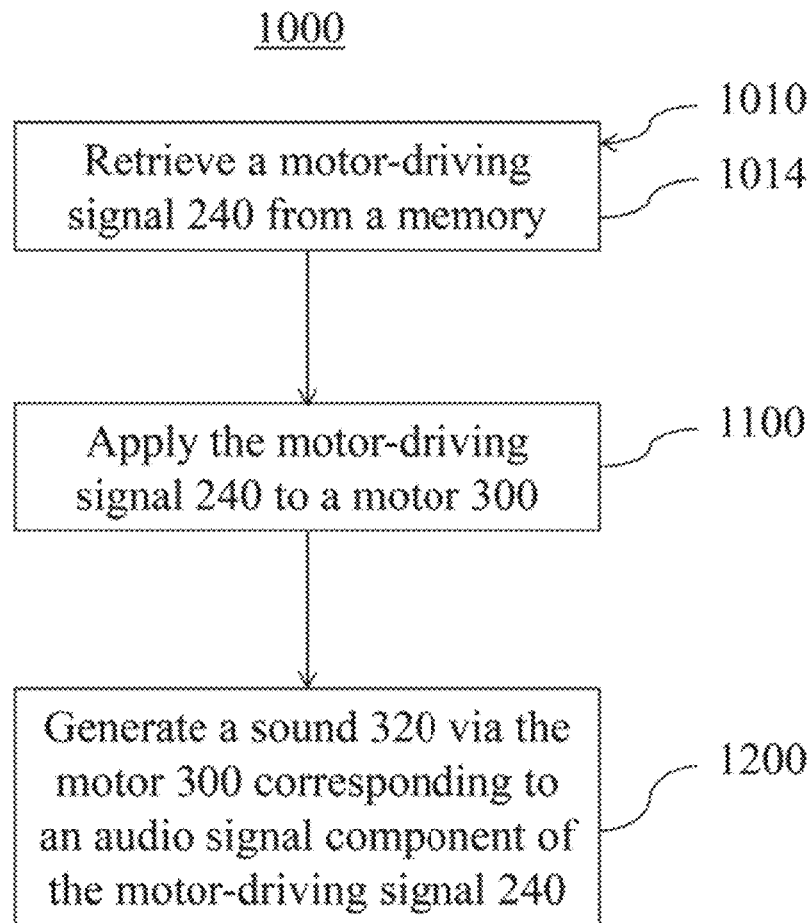 1000
1010
Retrieve a motor-driving
signal 240 from a memory
1014
Apply the motor-driving
signal 240 to a motor 300
1100
Generate a sound 320 via the
motor 300 corresponding to
an audio signal component of
the motor-driving signal 240
1200